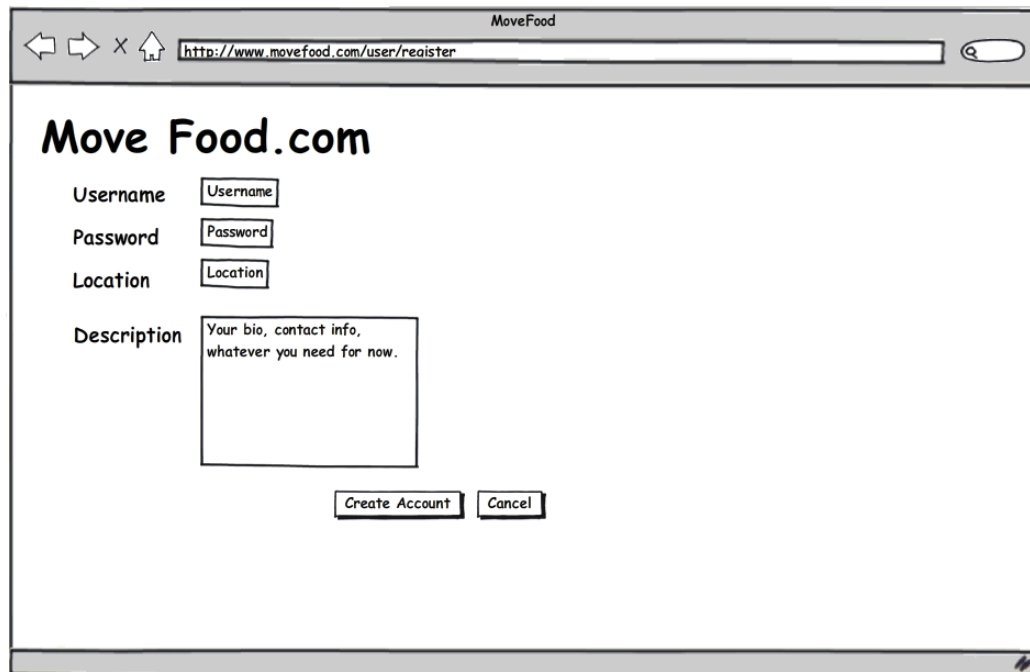 MoveFood
http://www.movefood.com/user/register
Move Food.com
Username Username
Password Password
Location Location
Description Your bio, contact info,
whatever you need for now.
Create Account Cancel